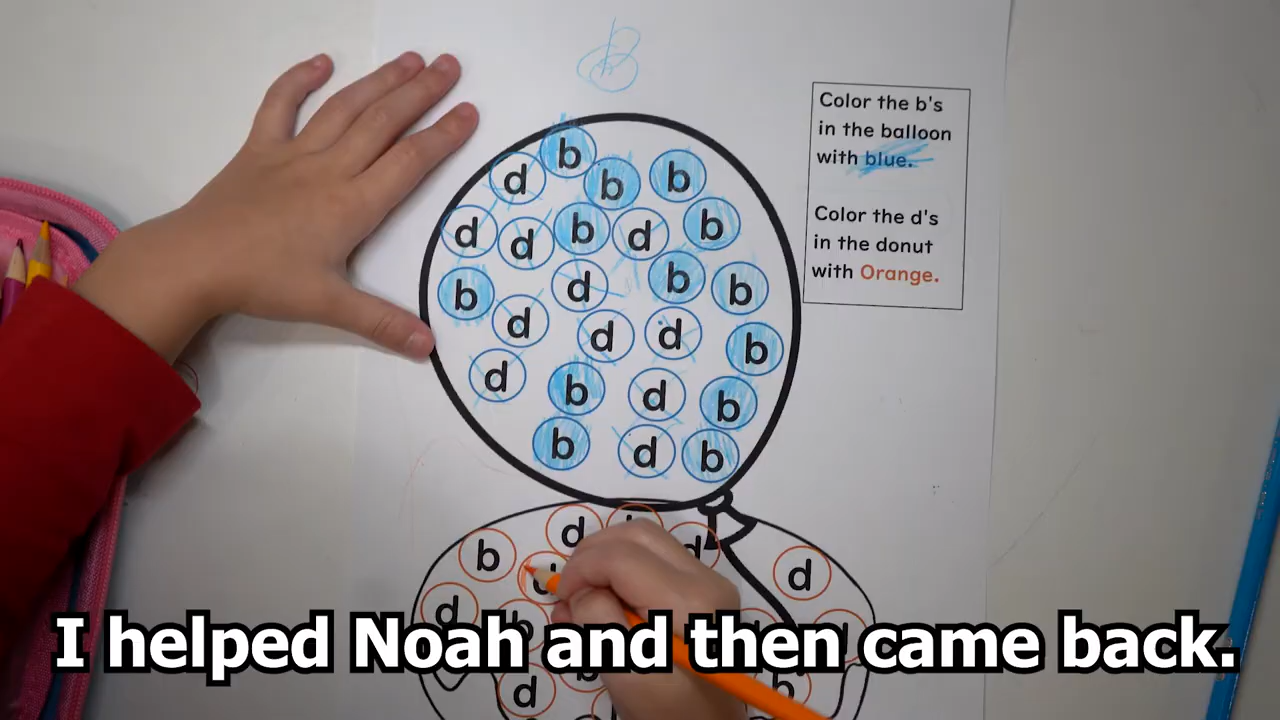 B
Color the b's
in the balloon
with blue.
Color the d's
in the donut
with Orange.
b
d b b
d d b d b
b d b b
d d d b
d b d b
b d b
d
b d d d
d
d b
I helped Noah and then came back.